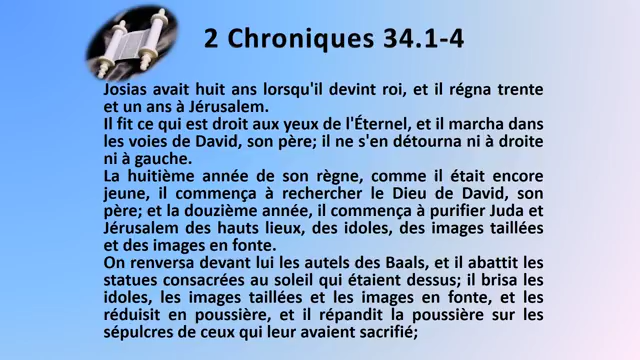 2 Chroniques 34.1-4
Josias avait huit ans lorsqu'il devint roi, et il régna trente
et un ans à Jérusalem.
Il fit ce qui est droit aux yeux de l'Éternel, et il marcha dans
les voies de David, son père; il ne s'en détourna ni à droite
ni à gauche.
La huitième année de son règne, comme il était encore
jeune, il commença à rechercher le Dieu de David, son
père; et la douzième année, il commença à purifier Juda et
Jérusalem des hauts lieux, des idoles, des images taillées
et des images en fonte.
On renversa devant lui les autels des Baals, et il abattit les
statues consacrées au soleil qui étaient dessus; il brisa les
idoles, les images taillées et les images en fonte, et les
réduisit en poussière, et il répandit la poussière sur les
sépulcres de ceux qui leur avaient sacrifié;